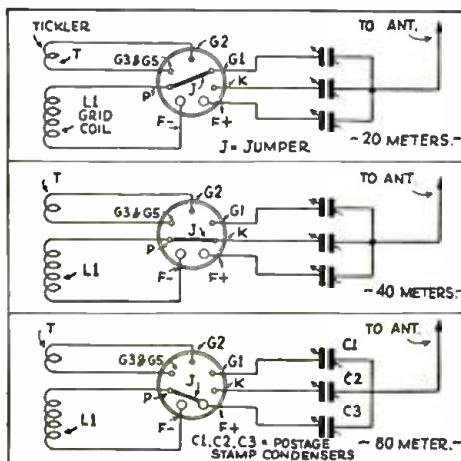 TICKLER
T
G2
TO ANT.
G3&G5
G1
P
J
K
L1
GRID
COIL
F-
F+
J = JUMPER
-20 METERS.-
T
TO ANT.
G3&G5
J
G1
P
K
L1
F-
-40 METERS.-
T
G2
TO ANT.
G3&G5
J
G1
C1
P
K
C2
L1
C3
F-
F+
C1, C2, C3 = POSTAGE
STAMP CONDENSERS
-80 METER.-